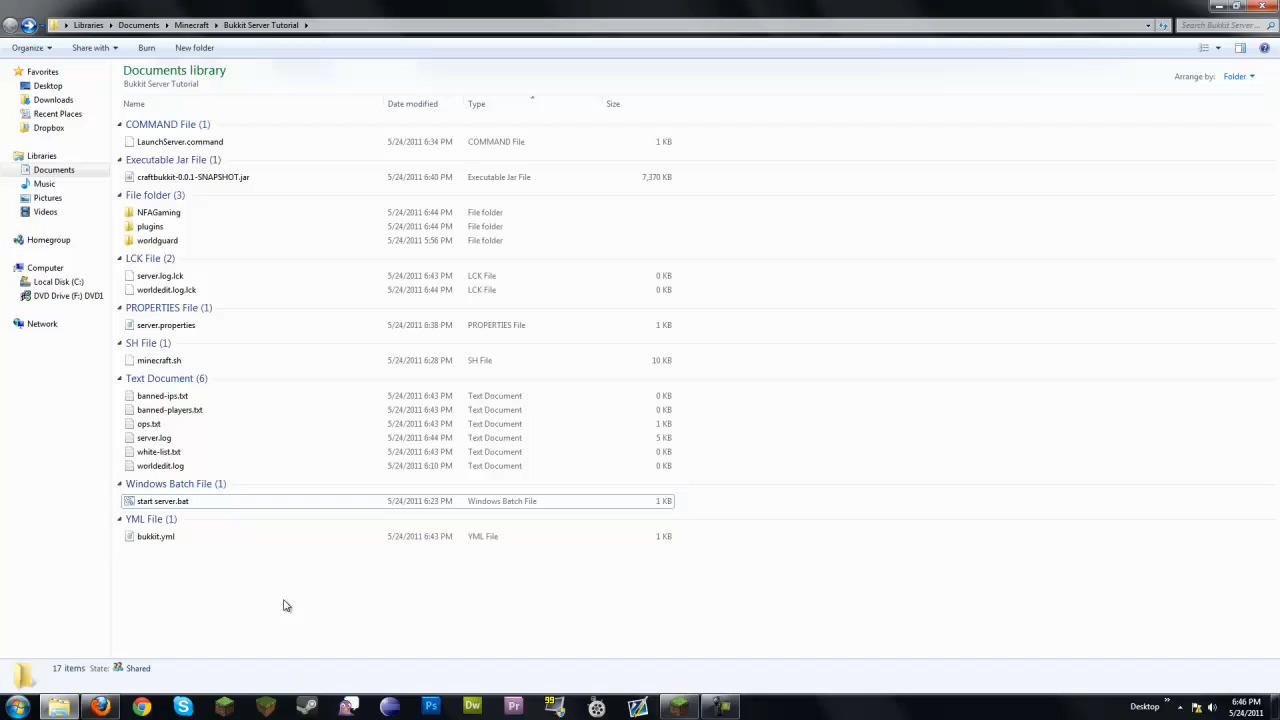 Libraries ▸ Documents ▸ Minecraft ▸ Bukkit Server Tutorial ▸
Search Bukkit Server ...
Organize Share with Burn New folder
Favorites
Desktop
Downloads
Recent Places
Dropbox
Libraries
Documents
Music
Pictures
Videos
Homegroup
Computer
Local Disk (C:)
DVD Drive (F:) DVD1
Network
Documents library
Bukkit Server Tutorial
Arrange by: Folder
Name Date modified Type Size
COMMAND File (1)
LaunchServer.command 5/24/2011 6:34 PM COMMAND File 1 KB
Executable Jar File (1)
craftbukkit-0.0.1-SNAPSHOT.jar 5/24/2011 6:40 PM Executable Jar File 7,370 KB
File folder (3)
NFAGaming 5/24/2011 6:44 PM File folder
plugins 5/24/2011 6:44 PM File folder
worldguard 5/24/2011 5:56 PM File folder
LCK File (2)
server.log.lck 5/24/2011 6:43 PM LCK File 0 KB
worldedit.log.lck 5/24/2011 6:44 PM LCK File 0 KB
PROPERTIES File (1)
server.properties 5/24/2011 6:38 PM PROPERTIES File 1 KB
SH File (1)
minecraft.sh 5/24/2011 6:28 PM SH File 10 KB
Text Document (6)
banned-ips.txt 5/24/2011 6:43 PM Text Document 0 KB
banned-players.txt 5/24/2011 6:43 PM Text Document 0 KB
ops.txt 5/24/2011 6:43 PM Text Document 1 KB
server.log 5/24/2011 6:44 PM Text Document 5 KB
white-list.txt 5/24/2011 6:43 PM Text Document 0 KB
worldedit.log 5/24/2011 6:10 PM Text Document 0 KB
Windows Batch File (1)
start server.bat 5/24/2011 6:23 PM Windows Batch File 1 KB
YML File (1)
bukkit.yml 5/24/2011 6:43 PM YML File 1 KB
17 items State: Shared
Ps Dw Pr 99
Desktop » 6:46 PM
5/24/2011